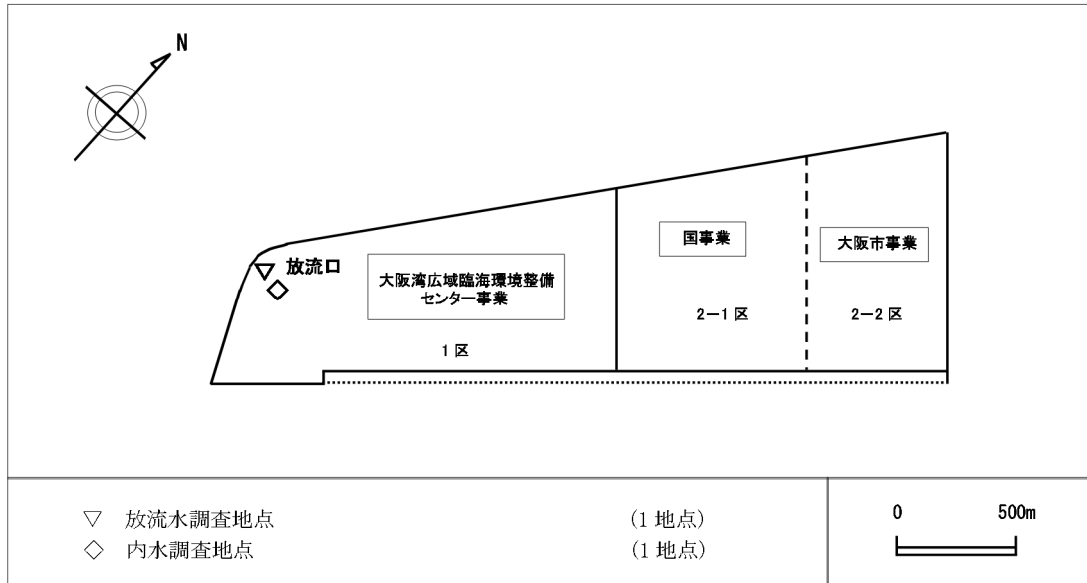 N
放流口
大阪湾広域臨海環境整備
センター事業
1区
国事業
2－1区
大阪市事業
2－2区
▽ 放流水調査地点 (1地点)
◇ 内水調査地点 (1地点)
0 500m